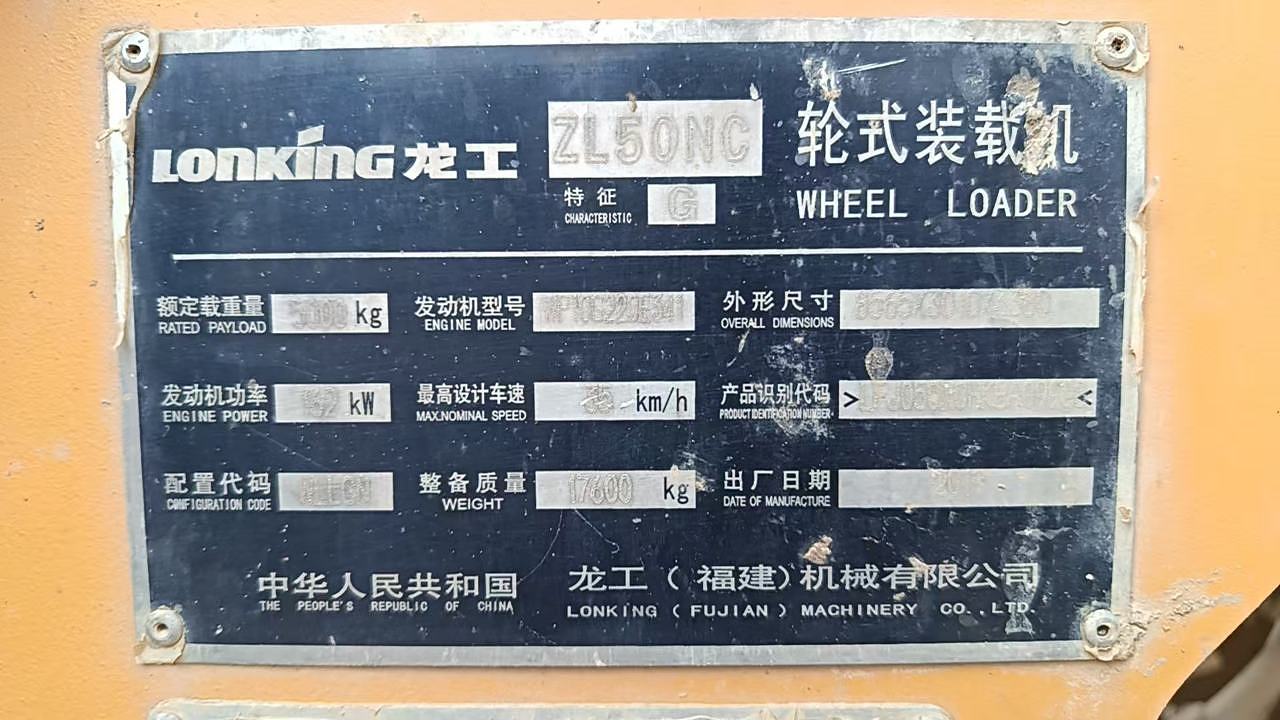 LONKING 龙工 ZL50NC 轮式装载机
特征 G
CHARACTERISTIC
WHEEL LOADER
额定载重量 kg 发动机型号 外形尺寸
RATED PAYLOAD ENGINE MODEL OVERALL DIMENSIONS
发动机功率 kW 最高设计车速 km/h 产品识别代码 > <
ENGINE POWER MAX.NOMINAL SPEED PRODUCT IDENTIFICATION NUMBER
配置代码 整备质量 17600 kg 出厂日期
CONFIGURATION CODE WEIGHT DATE OF MANUFACTURE
中华人民共和国 龙工（福建）机械有限公司
THE PEOPLE'S REPUBLIC OF CHINA LONKING ( FUJIAN ) MACHINERY CO.,LTD.